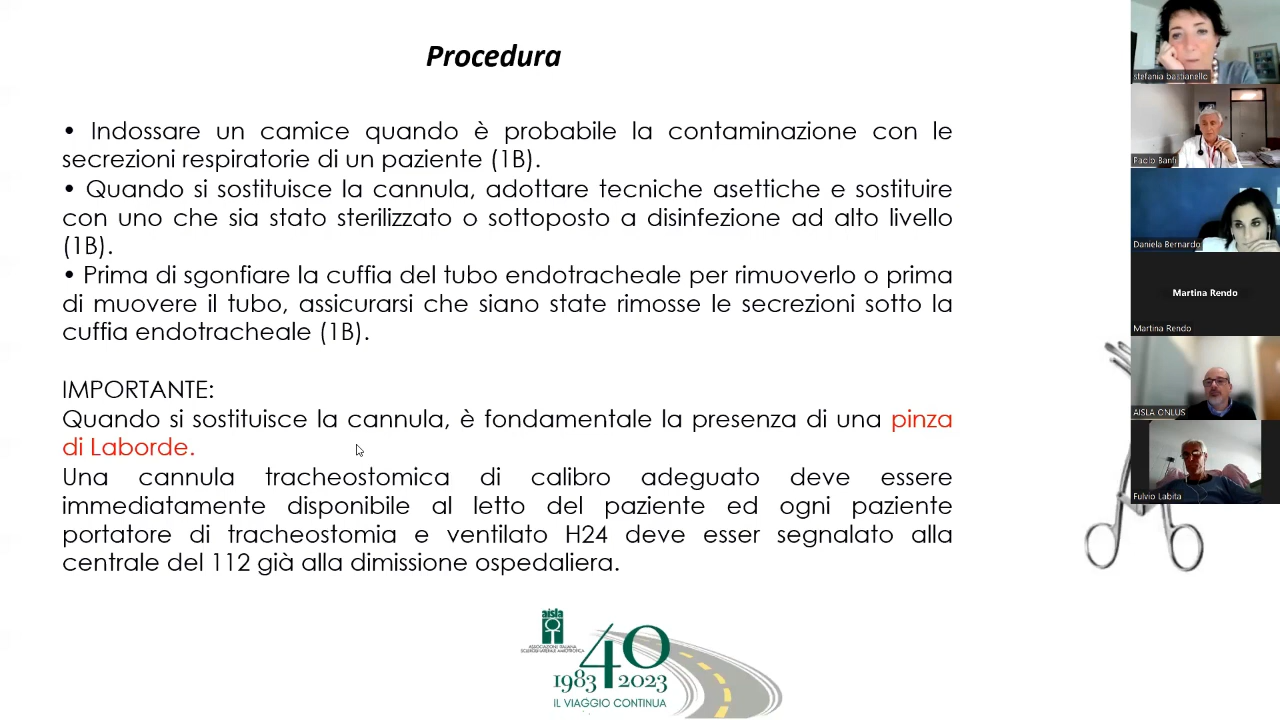 Procedura
• Indossare un camice quando è probabile la contaminazione con le
secrezioni respiratorie di un paziente (1B).
• Quando si sostituisce la cannula, adottare tecniche asettiche e sostituire
con uno che sia stato sterilizzato o sottoposto a disinfezione ad alto livello
(1B).
• Prima di sgonfiare la cuffia del tubo endotracheale per rimuoverlo o prima
di muovere il tubo, assicurarsi che siano state rimosse le secrezioni sotto la
cuffia endotracheale (1B).
IMPORTANTE:
Quando si sostituisce la cannula, è fondamentale la presenza di una pinza
di Laborde.
Una cannula tracheostomica di calibro adeguato deve essere
immediatamente disponibile al letto del paziente ed ogni paziente
portatore di tracheostomia e ventilato H24 deve esser segnalato alla
centrale del 112 già alla dimissione ospedaliera.
aisla
ASSOCIAZIONE ITALIANA
SCLEROSI LATERALE AMIOTROFICA
40
1983 2023
IL VIAGGIO CONTINUA
stefania bastianello
Paolo Banfi
Daniela Bernardo
Martina Rendo
Martina Rendo
AISLA ONLUS
Fulvio Labita